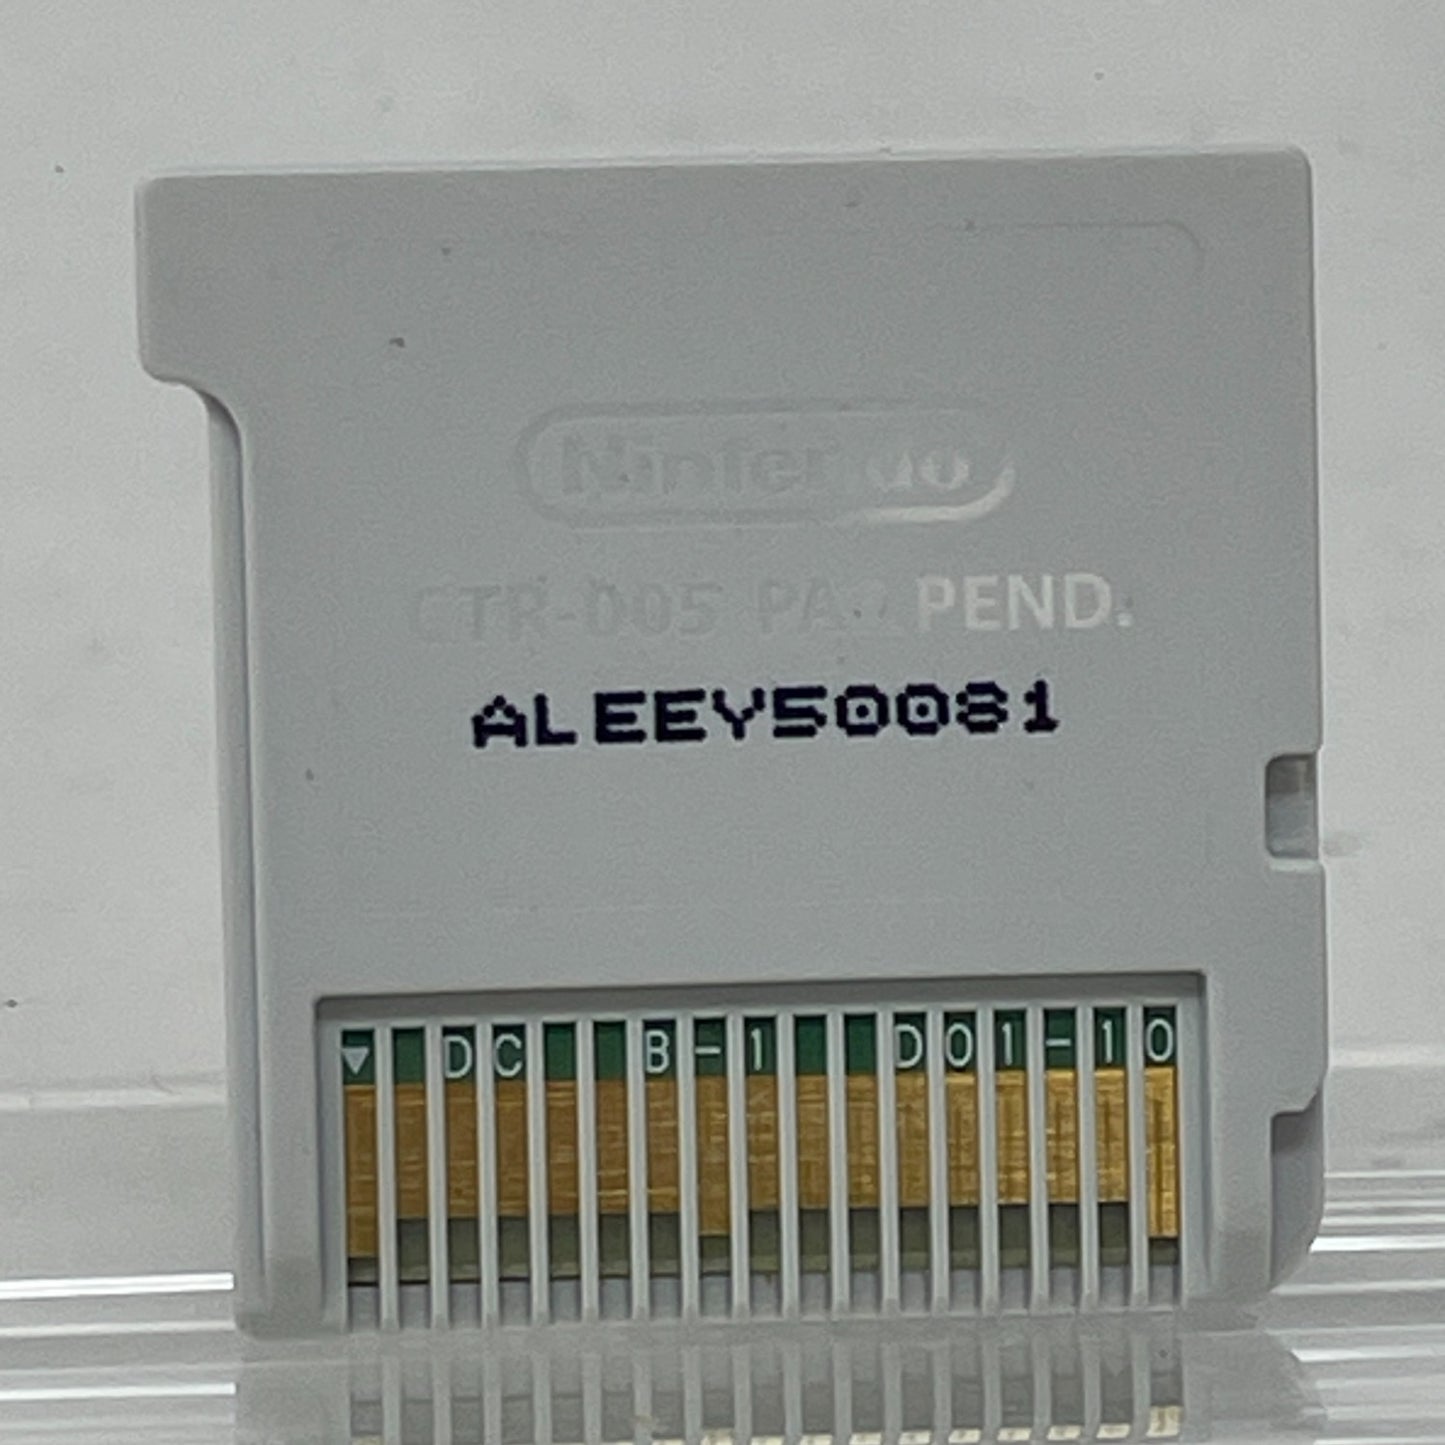 Nintendo
CTR-005 PAT. PEND.
ALEEY50081
▼ DC B-1 D01-10